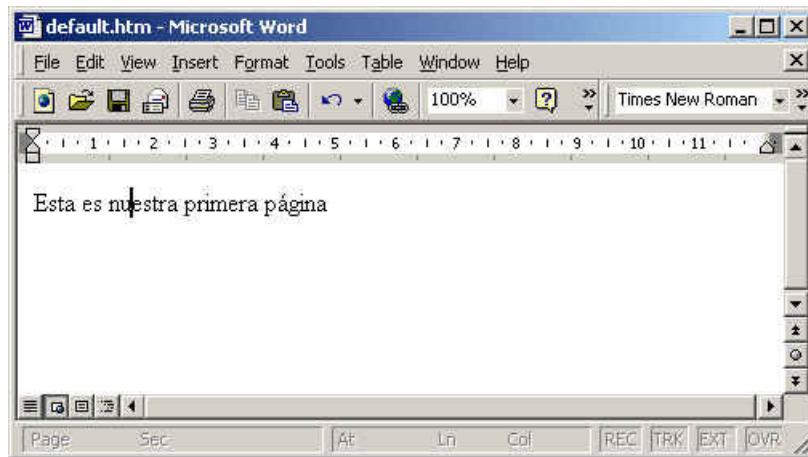 default.htm - Microsoft Word
File Edit View Insert Format Tools Table Window Help
100% Times New Roman
1 2 3 4 5 6 7 8 9 10 11
Esta es nuestra primera página
Page Sec At Ln Col REC TRK EXT OVR